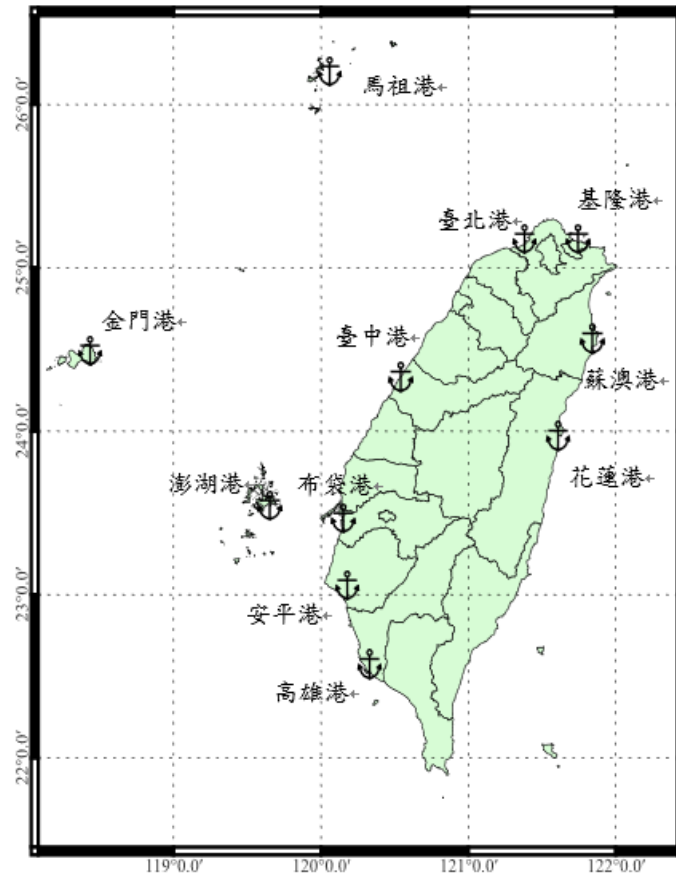 馬祖港
26°0.0'
基隆港
臺北港
25°0.0'
金門港
臺中港
蘇澳港
24°0.0'
澎湖港
布袋港
花蓮港
23°0.0'
安平港
高雄港
22°0.0'
119°0.0'
120°0.0'
121°0.0'
122°0.0'